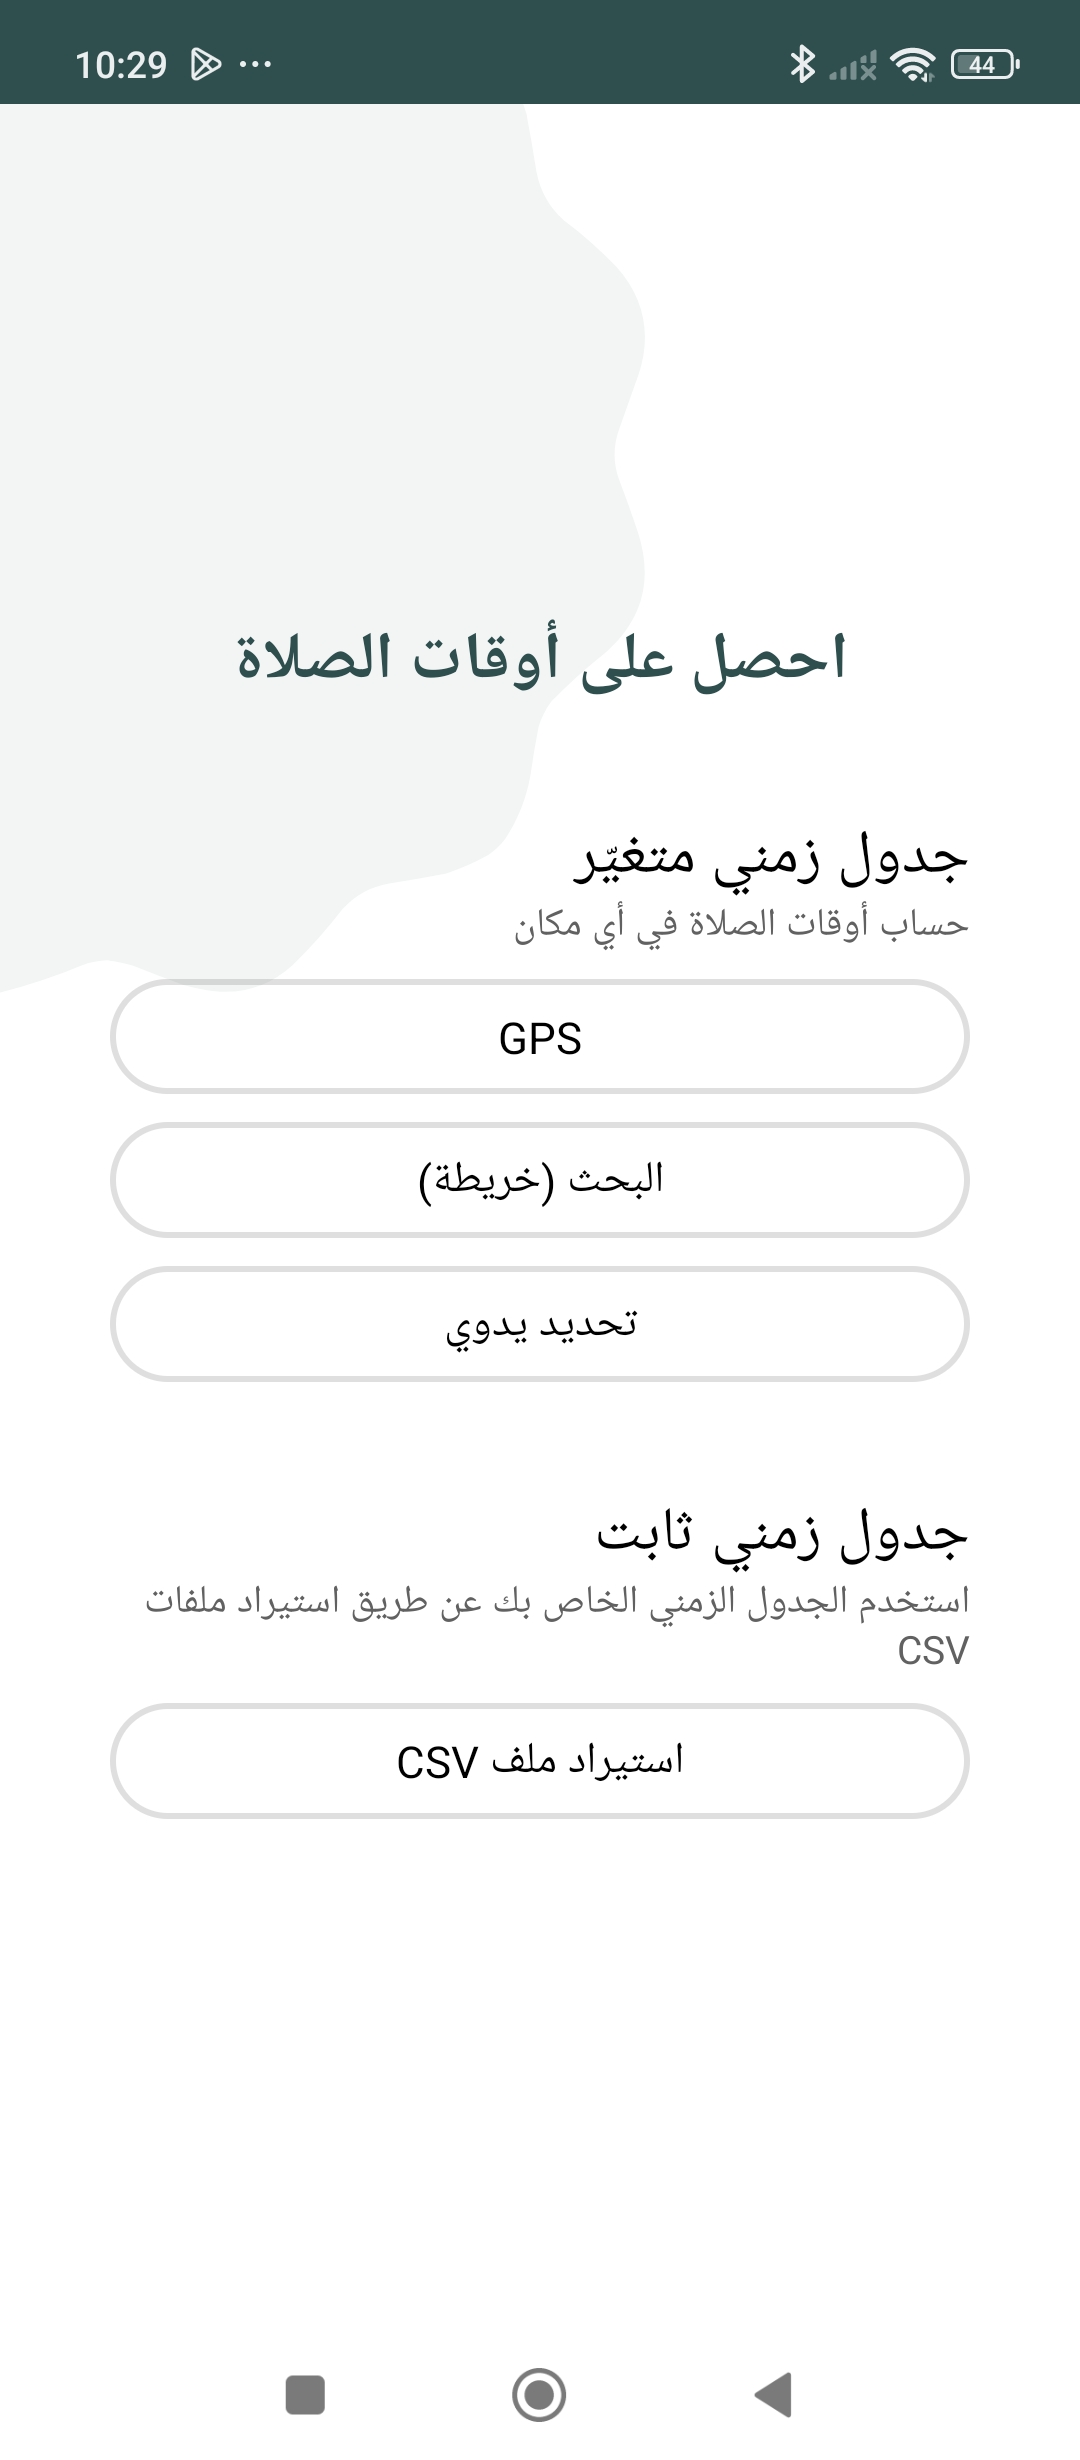 10:29
44
احصل على أوقات الصلاة
جدول زمني متغيّر
حساب أوقات الصلاة في أي مكان
GPS
البحث (خريطة)
تحديد يدوي
جدول زمني ثابت
استخدم الجدول الزمني الخاص بك عن طريق استيراد ملفات
CSV
استيراد ملف CSV